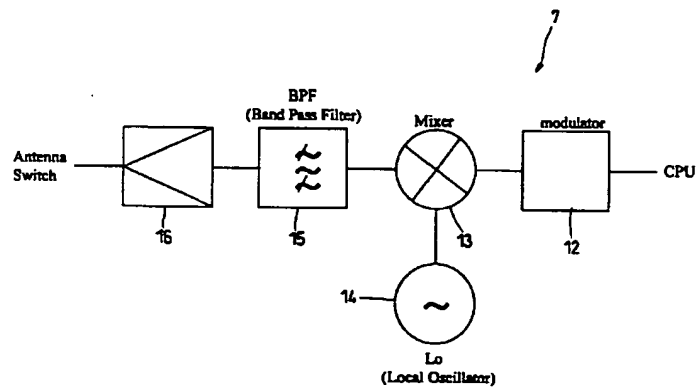 7
BPF
(Band Pass Filter)
Mixer
modulator
Antenna
Switch
CPU
16
15
13
12
14
Lo
(Local Oscillator)